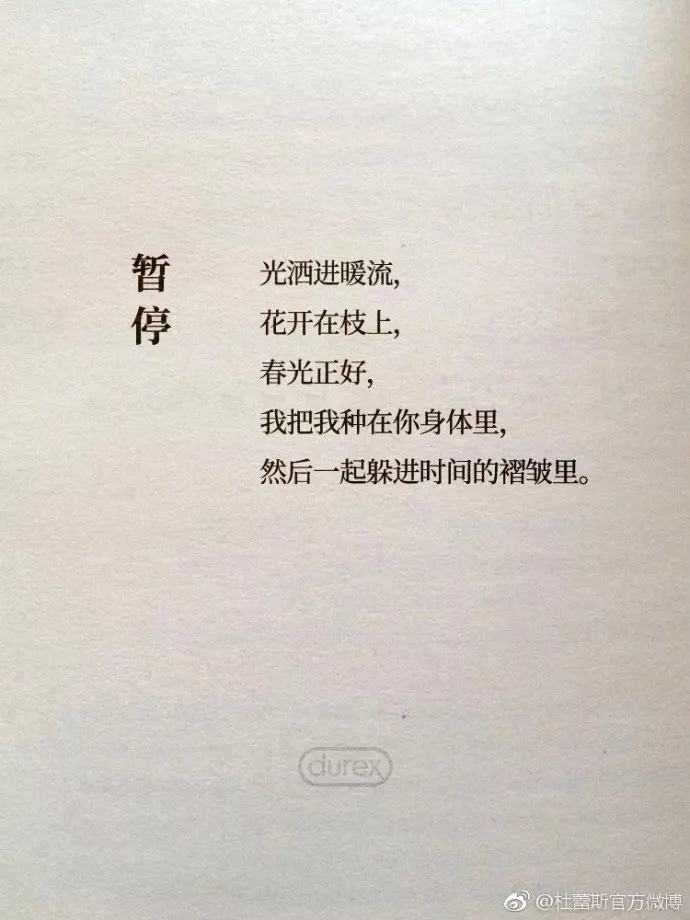 暂停
光洒进暖流，
花开在枝上，
春光正好，
我把我种在你身体里，
然后一起躲进时间的褶皱里。
durex
@杜蕾斯官方微博